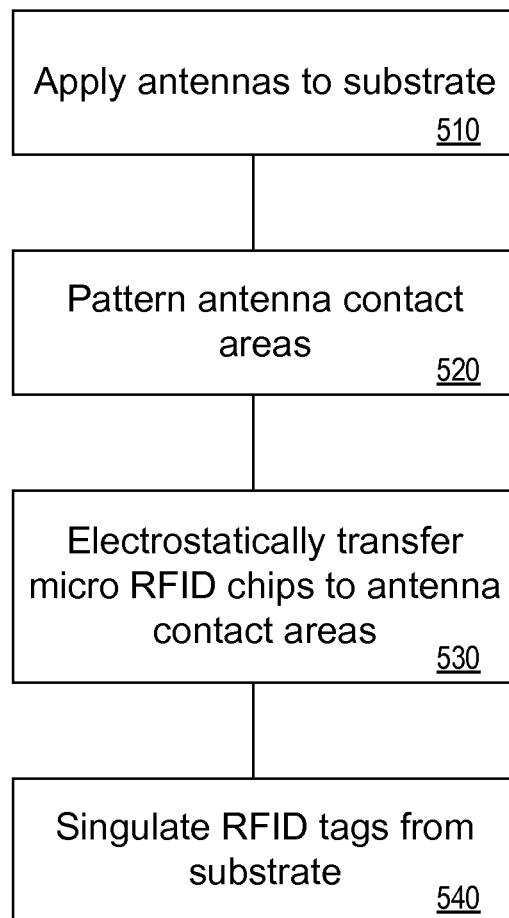 Apply antennas to substrate
510
Pattern antenna contact
areas
520
Electrostatically transfer
micro RFID chips to antenna
contact areas
530
Singulate RFID tags from
substrate
540